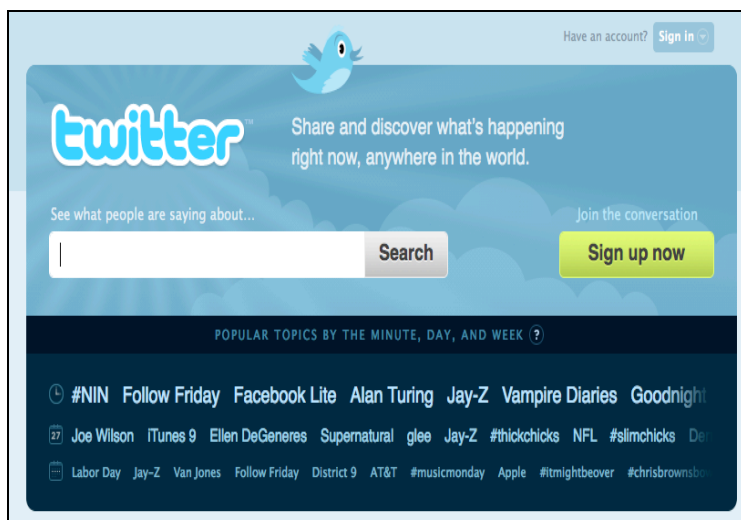 Have an account? Sign in
twitter™
Share and discover what's happening
right now, anywhere in the world.
See what people are saying about...
Join the conversation
Search
Sign up now
POPULAR TOPICS BY THE MINUTE, DAY, AND WEEK ?
#NIN Follow Friday Facebook Lite Alan Turing Jay-Z Vampire Diaries Goodnight
27 Joe Wilson iTunes 9 Ellen DeGeneres Supernatural glee Jay-Z #thickchicks NFL #slimchicks
Labor Day Jay-Z Van Jones Follow Friday District 9 AT&T #musicmonday Apple #itmightbeover